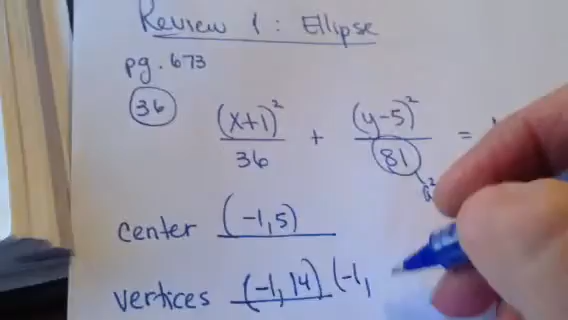 Review 1: Ellipse
pg. 673
36 (x+1)² / 36 + (y-5)² / 81 =
a²
center (-1,5)
vertices (-1,14) (-1,